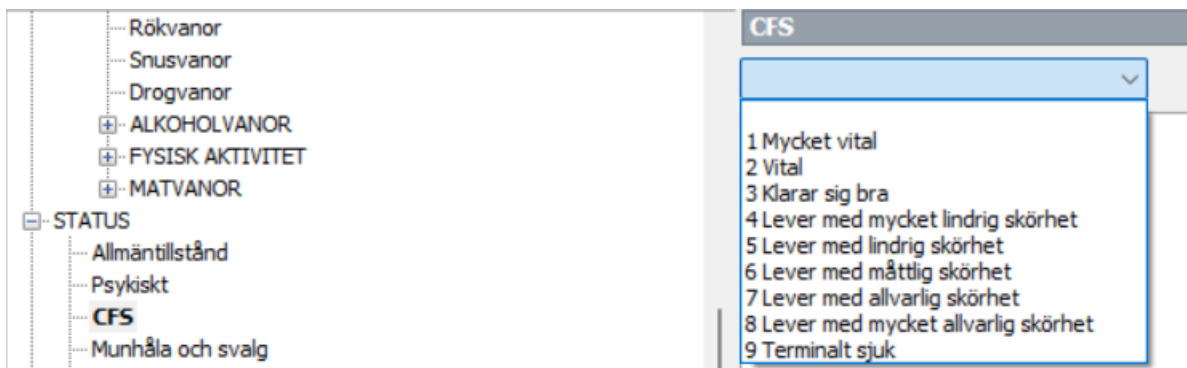 Rökvanor
Snusvanor
Drogvanor
ALKOHOLVANOR
FYSISK AKTIVITET
MATVANOR
STATUS
Allmäntillstånd
Psykiskt
CFS
Munhåla och svalg
CFS
1 Mycket vital
2 Vital
3 Klarar sig bra
4 Lever med mycket lindrig skörhet
5 Lever med lindrig skörhet
6 Lever med måttlig skörhet
7 Lever med allvarlig skörhet
8 Lever med mycket allvarlig skörhet
9 Terminalt sjuk